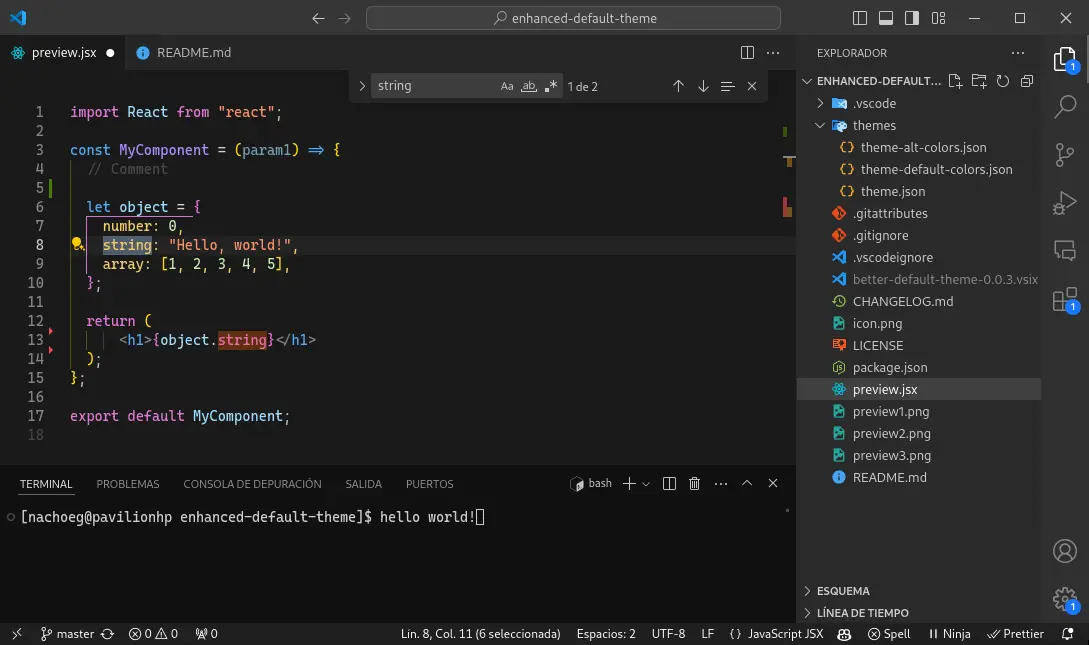 enhanced-default-theme
preview.jsx
README.md
string
Aa ab .*
1 de 2
1 import React from "react";
2
3 const MyComponent = (param1) ⇒ {
4 // Comment
5
6 let object = {
7 number: 0,
8 string: "Hello, world!",
9 array: [1, 2, 3, 4, 5],
10 };
11
12 return (
13 <h1>{object.string}</h1>
14 );
15 };
16
17 export default MyComponent;
18
TERMINAL PROBLEMAS CONSOLA DE DEPURACIÓN SALIDA PUERTOS
bash
[nachoeg@pavilionhp enhanced-default-theme]$ hello world!
EXPLORADOR
ENHANCED-DEFAULT...
.vscode
themes
{} theme-alt-colors.json
{} theme-default-colors.json
{} theme.json
.gitattributes
.gitignore
.vscodeignore
better-default-theme-0.0.3.vsix
CHANGELOG.md
icon.png
LICENSE
package.json
preview.jsx
preview1.png
preview2.png
preview3.png
README.md
ESQUEMA
LÍNEA DE TIEMPO
1
1
1
master 0 0 0 Lín. 8, Col. 11 (6 seleccionada) Espacios: 2 UTF-8 LF {} JavaScript JSX Spell Ninja Prettier